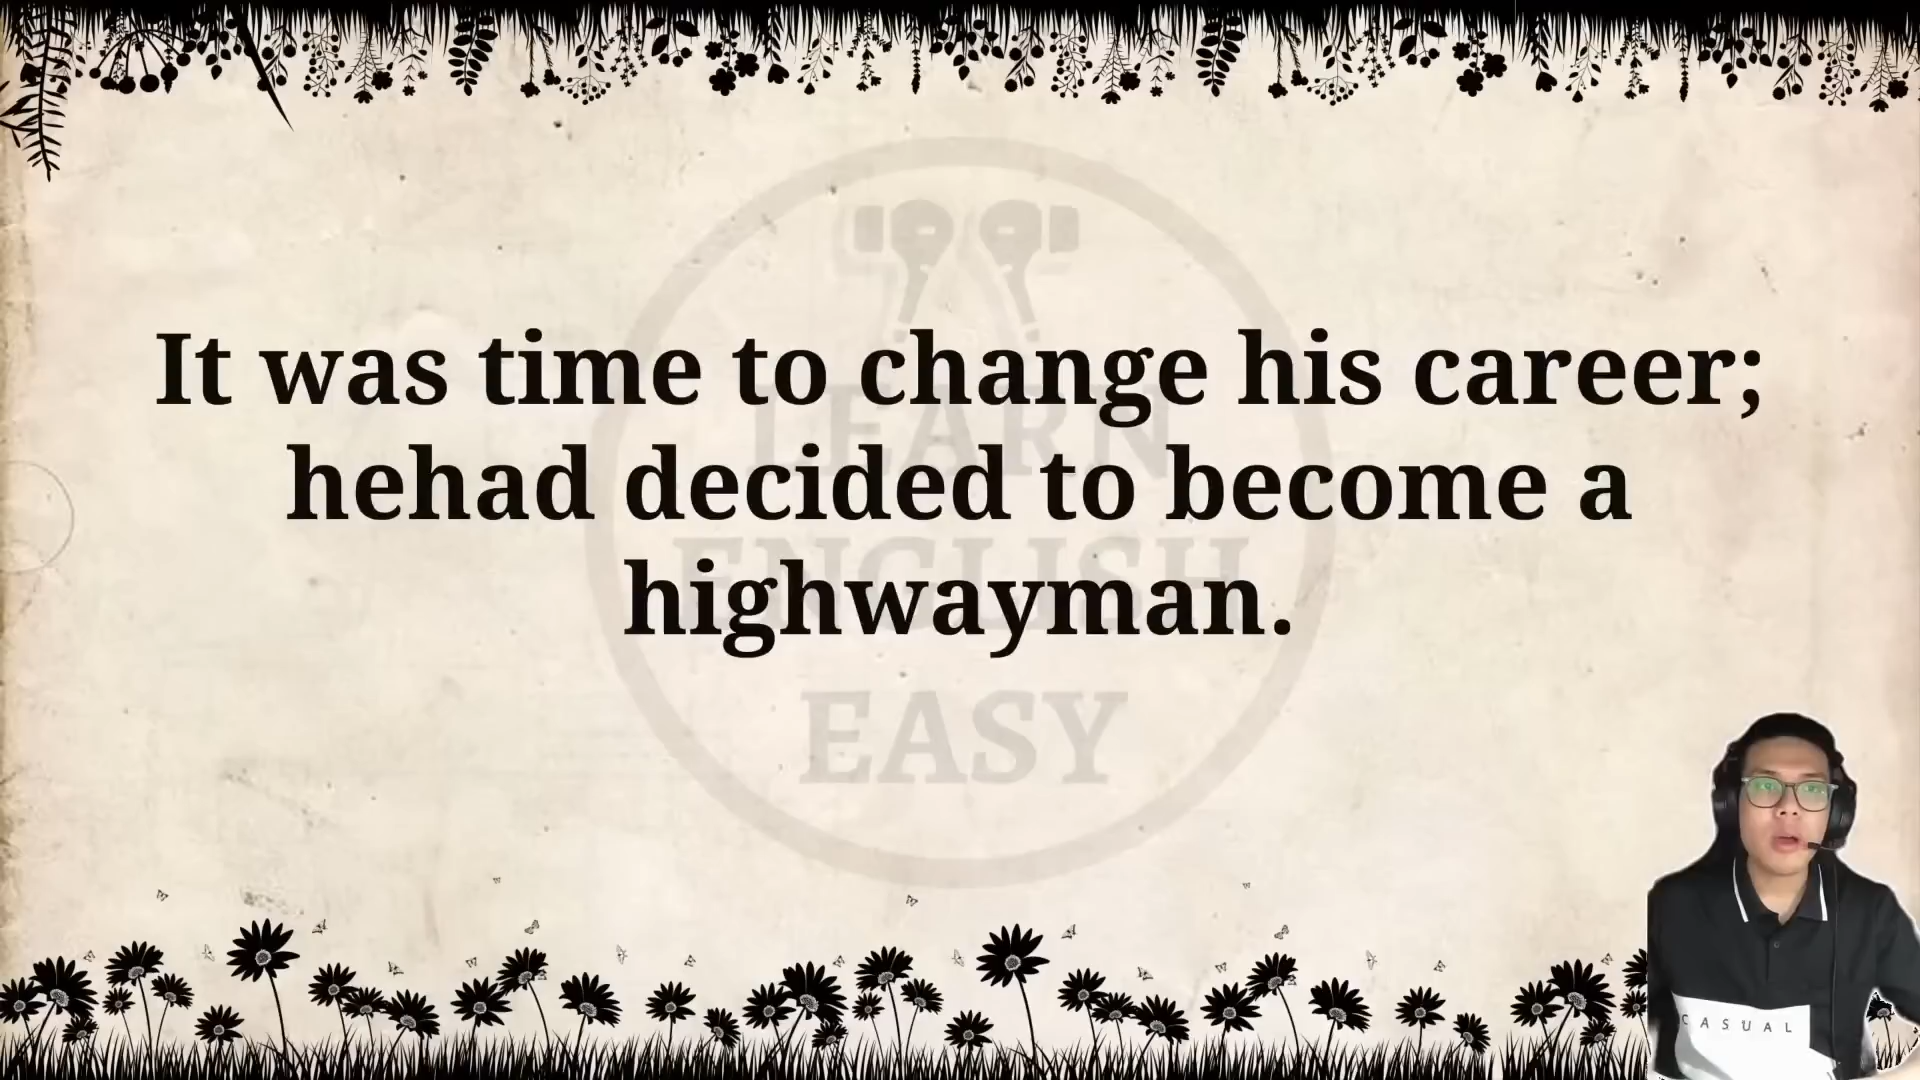 It was time to change his career;
hehad decided to become a
highwayman.
LEARN
ENGLISH
EASY
CASUAL